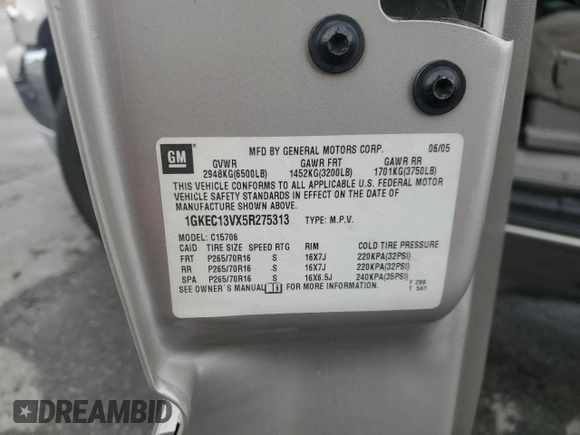 GM
MFD BY GENERAL MOTORS CORP. 06/05
GVWR GAWR FRT GAWR RR
2948KG(6500LB) 1452KG(3200LB) 1701KG(3750LB)
THIS VEHICLE CONFORMS TO ALL APPLICABLE U.S. FEDERAL MOTOR
VEHICLE SAFETY STANDARDS IN EFFECT ON THE DATE OF
MANUFACTURE SHOWN ABOVE.
1GKEC13VX5R275313 TYPE: M.P.V.
MODEL: C15706
CAID TIRE SIZE SPEED RTG RIM COLD TIRE PRESSURE
FRT P265/70R16 S 16X7J 220KPA(32PSI)
RR P265/70R16 S 16X7J 220KPA(32PSI)
SPA P265/70R16 S 16X6.5J 240KPA(35PSI)
SEE OWNER'S MANUAL FOR MORE INFORMATION. F 288
T 561
DREAMBID